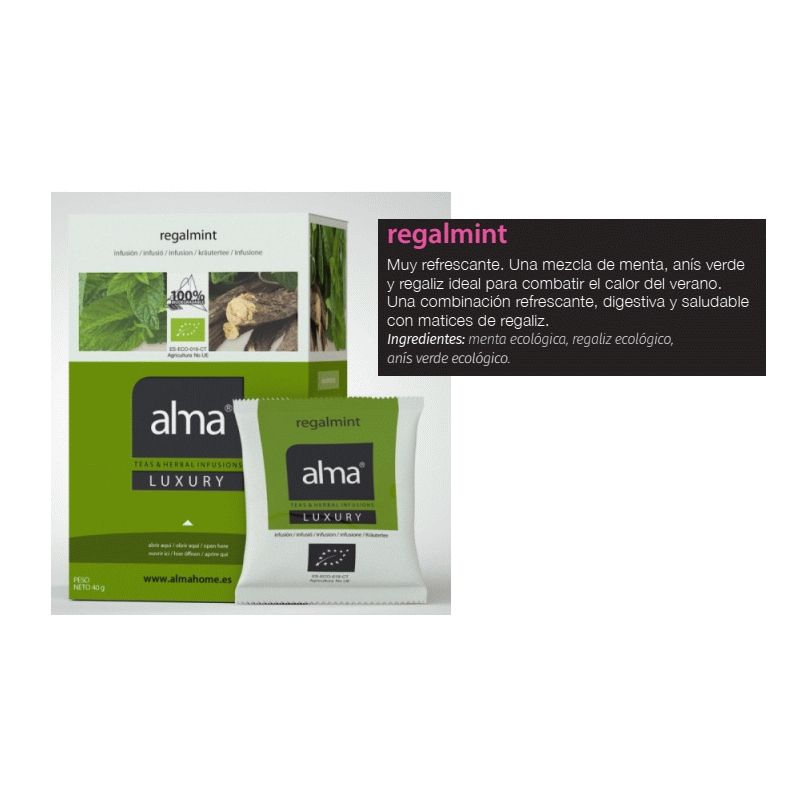 regalmint
infusión / infusió / infusion / kräutertee / Infusione
100%
BIODEGRADABLE
ES-ECO-019-CT
Agricultura No UE
alma®
TEAS & HERBAL INFUSIONS
LUXURY
abrir aquí / obrir aquí / open here
ouvrir ici / hier öffnen / aprire qui
PESO
NETO 40 g
www.almahome.es
regalmint
alma®
TEAS & HERBAL INFUSIONS
LUXURY
infusión / infusió / infusion / infusione / Kräutertee
ES-ECO-019-CT
Agricultura No UE
regalmint
Muy refrescante. Una mezcla de menta, anís verde
y regaliz ideal para combatir el calor del verano.
Una combinación refrescante, digestiva y saludable
con matices de regaliz.
Ingredientes: menta ecológica, regaliz ecológico,
anís verde ecológico.